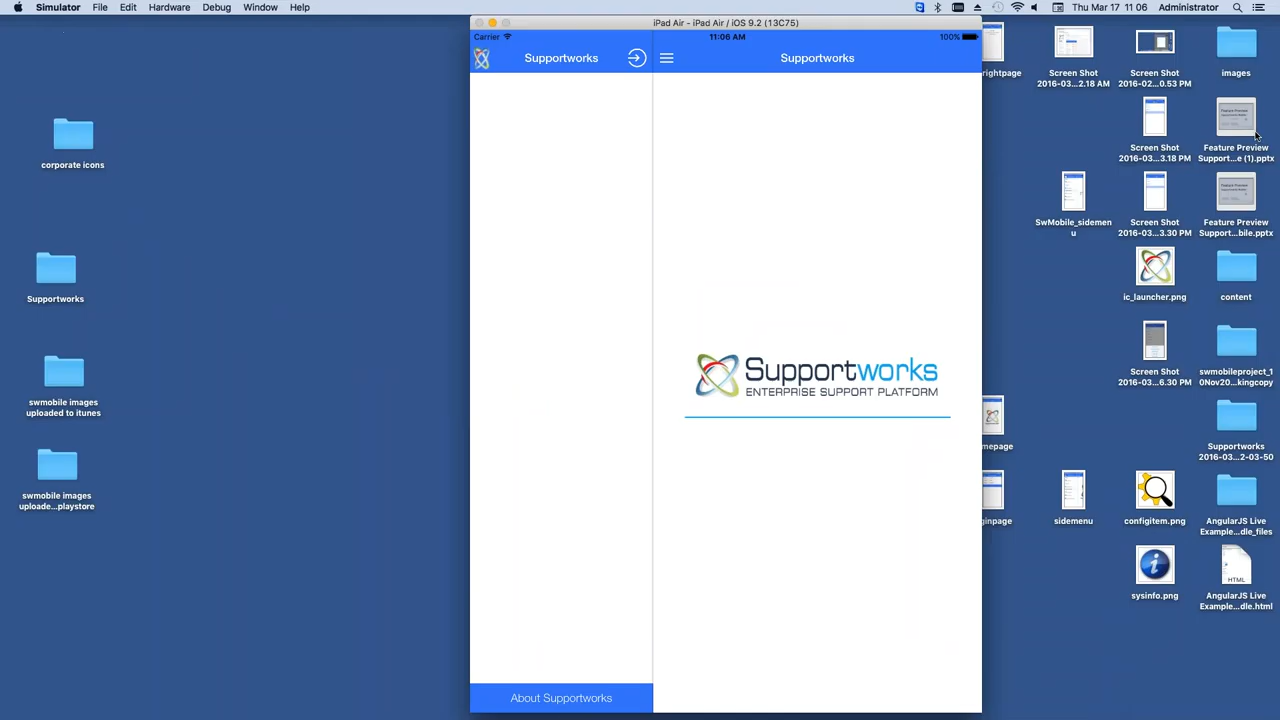 Simulator File Edit Hardware Debug Window Help
Thu Mar 17 11 06 Administrator
iPad Air - iPad Air / iOS 9.2 (13C75)
Carrier 11:06 AM 100%
Supportworks
Supportworks
Supportworks
ENTERPRISE SUPPORT PLATFORM
About Supportworks
corporate icons
Supportworks
swmobile images
uploaded to itunes
swmobile images
uploade...playstore
rightpage
Screen Shot
2016-03...2.18 AM
Screen Shot
2016-02...0.53 PM
images
Screen Shot
2016-03...3.18 PM
Feature Preview
Support...e (1).pptx
SwMobile_sidemen
u
Screen Shot
2016-03...3.30 PM
Feature Preview
Support...bile.pptx
ic_launcher.png
content
Screen Shot
2016-03...6.30 PM
swmobileproject_1
0Nov20...kingcopy
mepage
Supportworks
2016-03...2-03-50
ginpage
sidemenu
configitem.png
AngularJS Live
Example...dle_files
sysinfo.png
HTML
AngularJS Live
Example...dle.html